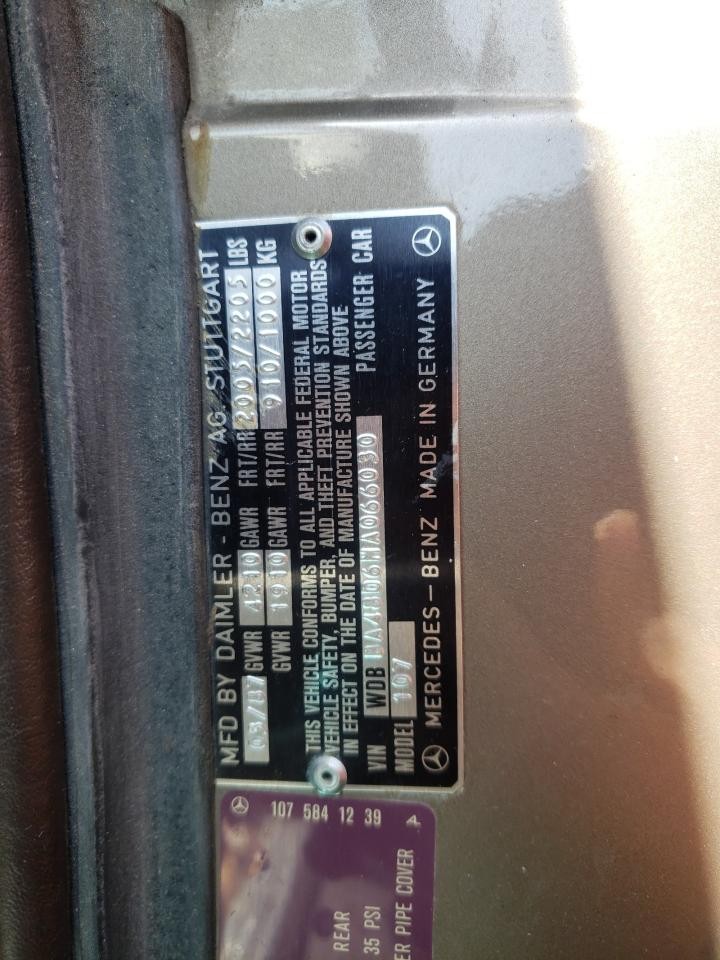 MFD BY DAIMLER - BENZ AG STUTTGART
03/87 GVWR 4210 GAWR FRT/RR 2005/2205 LBS
GVWR 1910 GAWR FRT/RR 910/1000 KG
THIS VEHICLE CONFORMS TO ALL APPLICABLE FEDERAL MOTOR
VEHICLE SAFETY, BUMPER, AND THEFT PREVENTION STANDARDS
IN EFFECT ON THE DATE OF MANUFACTURE SHOWN ABOVE
VIN WDB BA48D6HA066030 PASSENGER CAR
MODEL 107
MERCEDES-BENZ MADE IN GERMANY
107 584 12 39 4
REAR
35 PSI
ER PIPE COVER